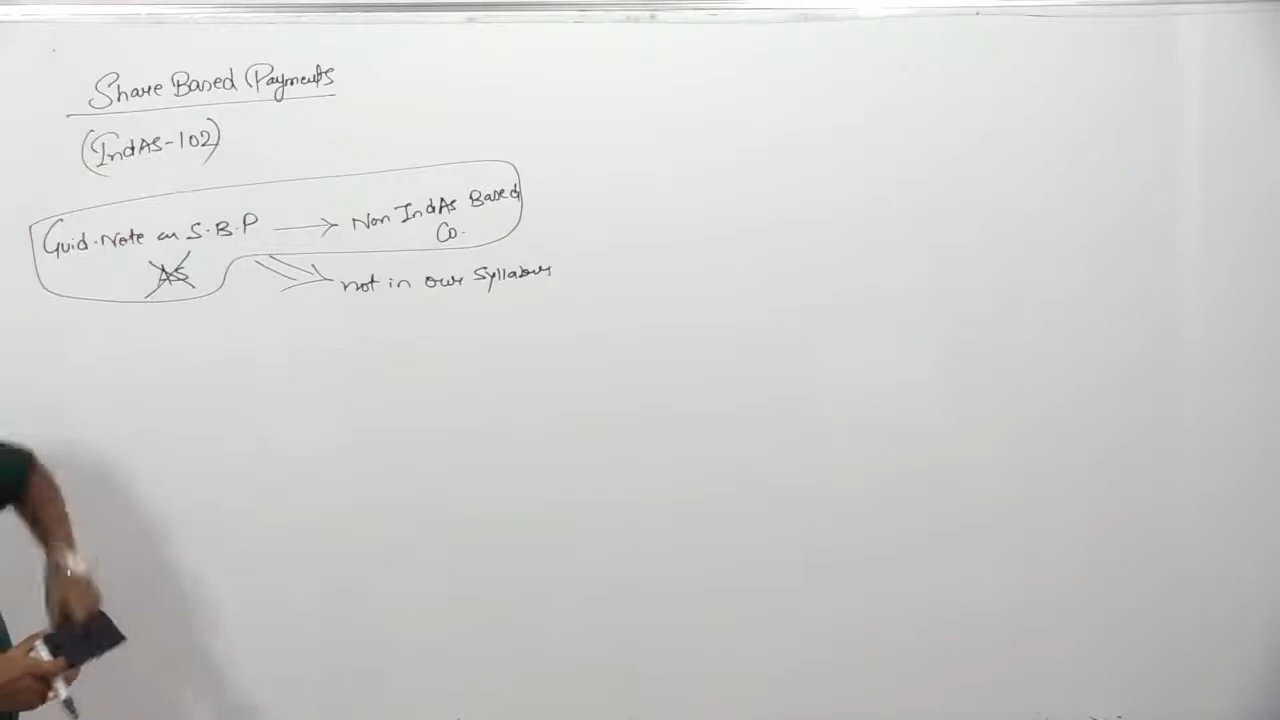 Share Based Payments
(IndAS-102)
Guid. Note on S.B.P → Non IndAs Based Co.
AS
not in our syllabus